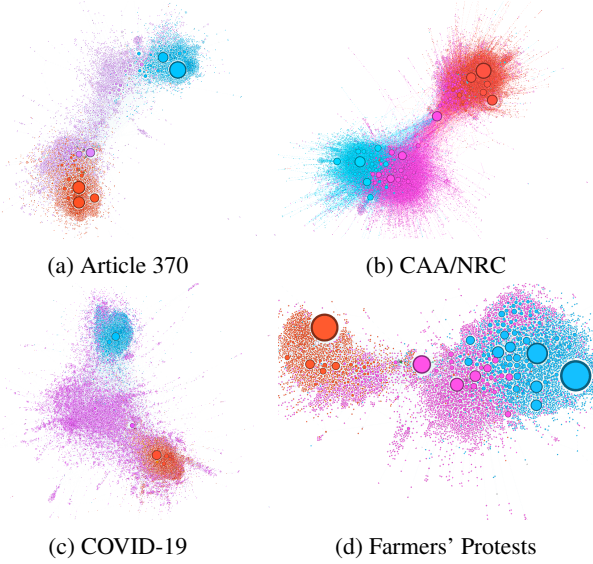 (a) Article 370
(b) CAA/NRC
(c) COVID-19
(d) Farmers' Protests